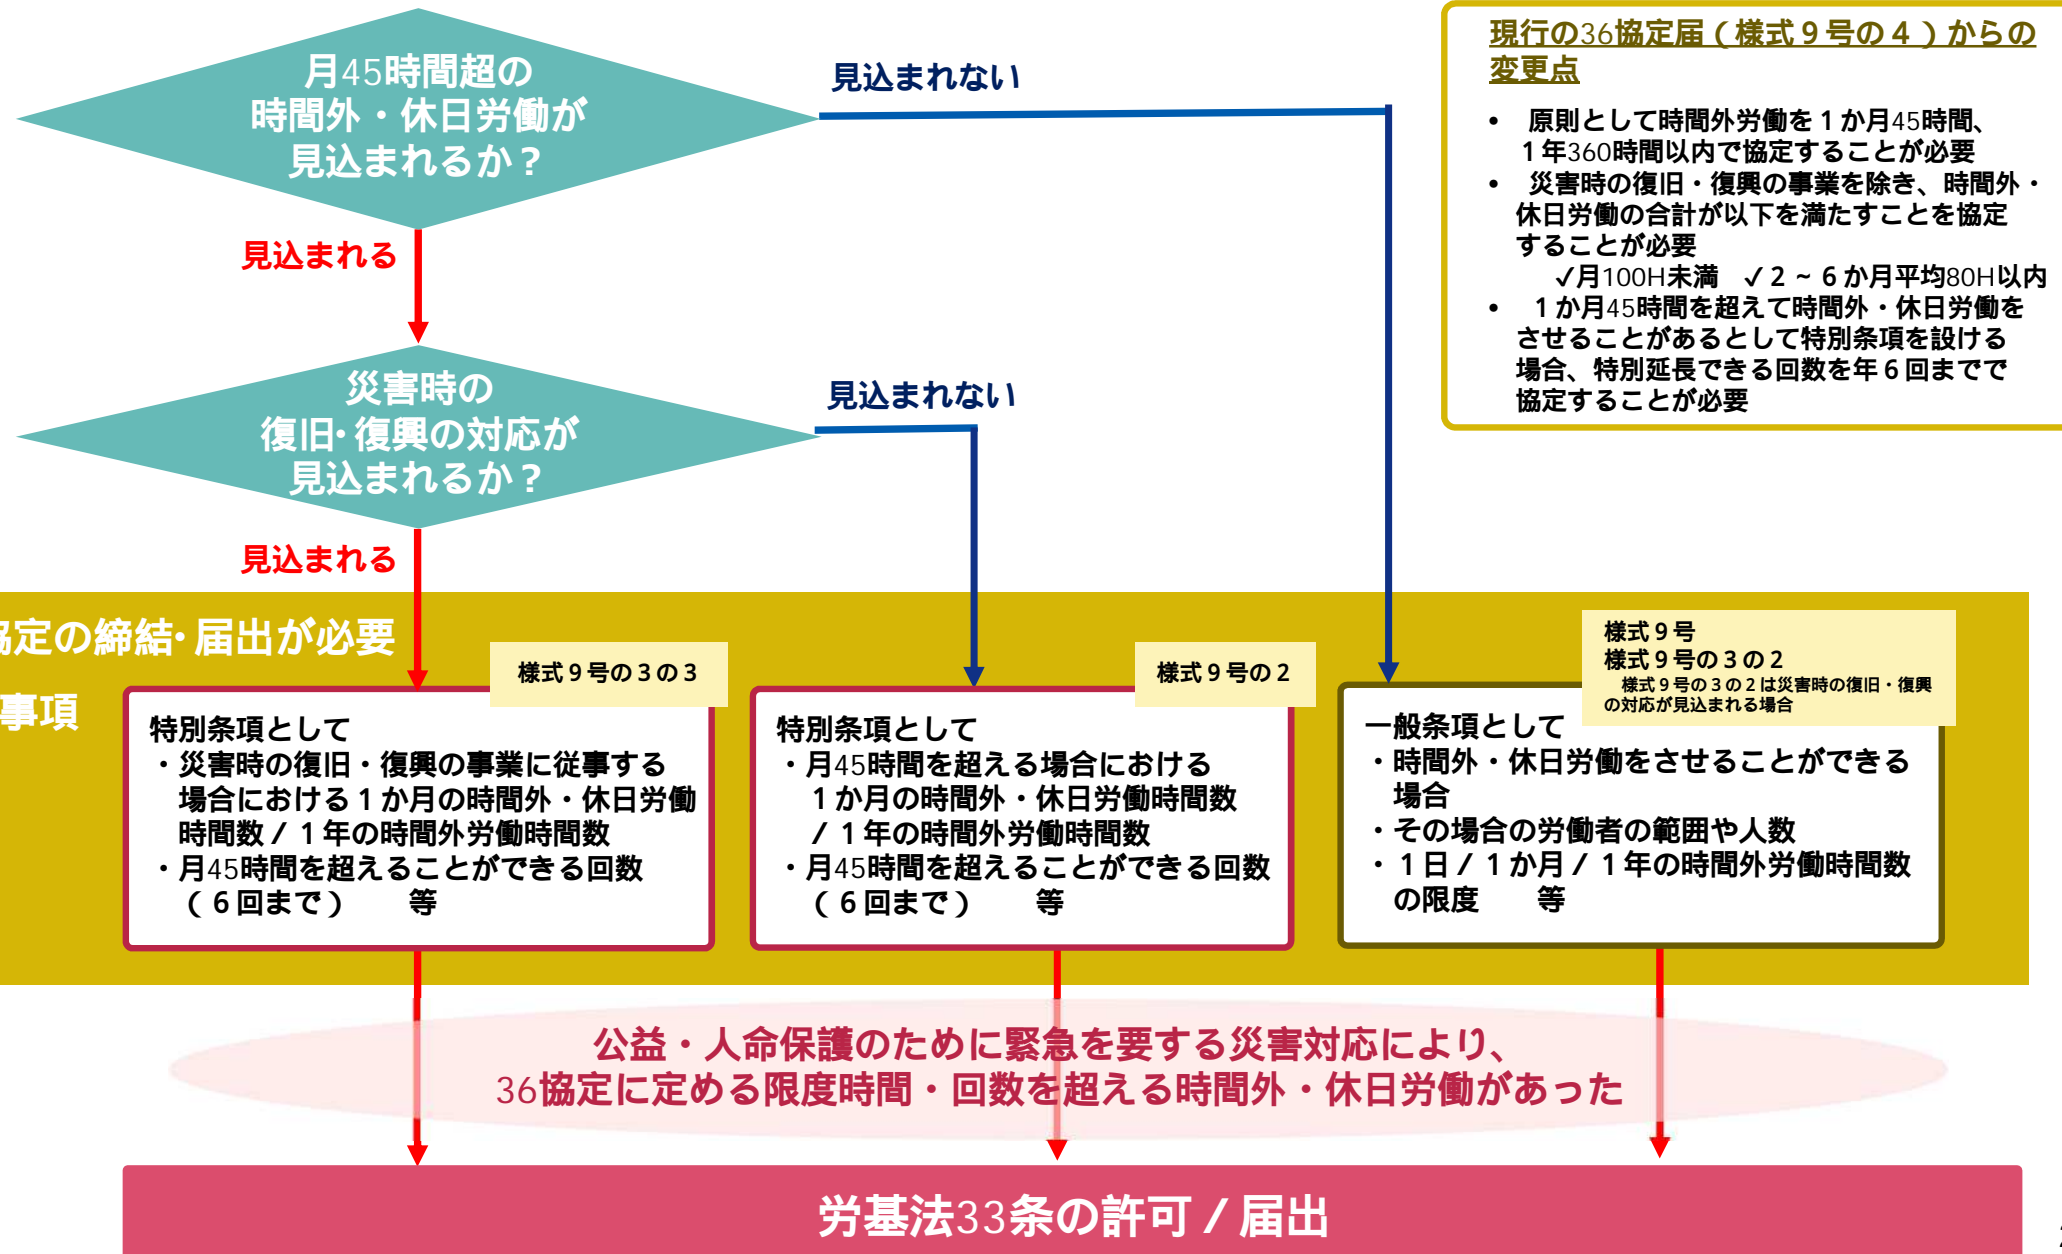 月45時間超の
時間外・休日労働が
見込まれるか？
見込まれない
見込まれる
災害時の
復旧・復興の対応が
見込まれるか？
見込まれない
見込まれる
現行の36協定届（様式９号の４）からの
変更点
• 原則として時間外労働を１か月45時間、
１年360時間以内で協定することが必要
• 災害時の復旧・復興の事業を除き、時間外・
休日労働の合計が以下を満たすことを協定
することが必要
✓月100H未満 ✓２~６か月平均80H以内
• １か月45時間を超えて時間外・休日労働を
させることがあるとして特別条項を設ける
場合、特別延長できる回数を年６回までで
協定することが必要
協定の締結・届出が必要
事項
様式９号の３の３
特別条項として
・災害時の復旧・復興の事業に従事する
場合における１か月の時間外・休日労働
時間数/１年の時間外労働時間数
・月45時間を超えることができる回数
（６回まで） 等
様式９号の２
特別条項として
・月45時間を超える場合における
１か月の時間外・休日労働時間数
/１年の時間外労働時間数
・月45時間を超えることができる回数
（６回まで） 等
様式９号
様式９号の３の２
様式９号の３の２は災害時の復旧・復興
の対応が見込まれる場合
一般条項として
・時間外・休日労働をさせることができる
場合
・その場合の労働者の範囲や人数
・１日/１か月/１年の時間外労働時間数
の限度 等
公益・人命保護のために緊急を要する災害対応により、
36協定に定める限度時間・回数を超える時間外・休日労働があった
労基法33条の許可/届出